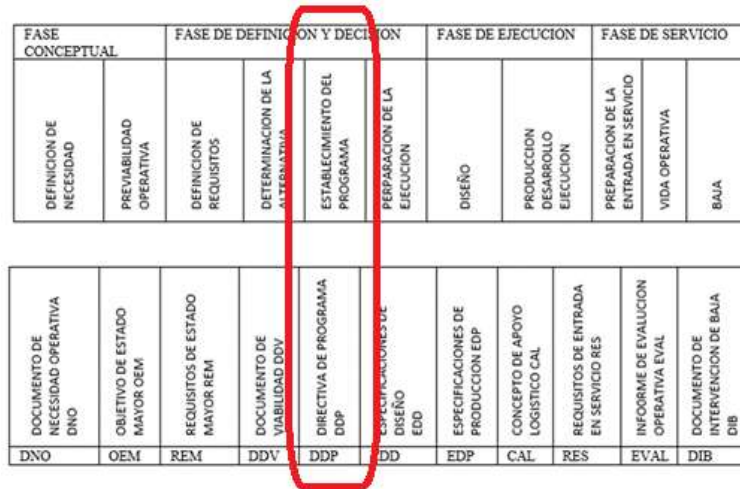 FASE
CONCEPTUAL
FASE DE DEFINICION Y DECISION
FASE DE EJECUCION
FASE DE SERVICIO
DEFINICION DE
NECESIDAD
PREVIABILIDAD
OPERATIVA
DEFINICION DE
REQUISITOS
DETERMINACION DE LA
ALTERNATIVA
ESTABLECIMIENTO DEL
PROGRAMA
PERPARACION DE LA
EJECUCION
DISEÑO
PRODUCCION
DESARROLLO
EJECUCION
PREPARACION DE LA
ENTRADA EN SERVICIO
VIDA OPERATIVA
BAJA
DOCUMENTO DE
NECESIDAD OPERATIVA
DNO
OBJETIVO DE ESTADO
MAYOR OEM
REQUISITOS DE ESTADO
MAYOR REM
DOCUMENTO DE
VIABILIDAD DDV
DIRECTIVA DE PROGRAMA
DDP
ESPECIFICACIONES DE
DISEÑO
EDD
ESPECIFICACIONES DE
PRODUCCION EDP
CONCEPTO DE APOYO
LOGISTICO CAL
REQUISITOS DE ENTRADA
EN SERVICIO RES
INFOORME DE EVALUCION
OPERATIVA EVAL
DOCUMENTO DE
INTERVENCION DE BAJA
DIB
DNO OEM REM DDV DDP EDD EDP CAL RES EVAL DIB